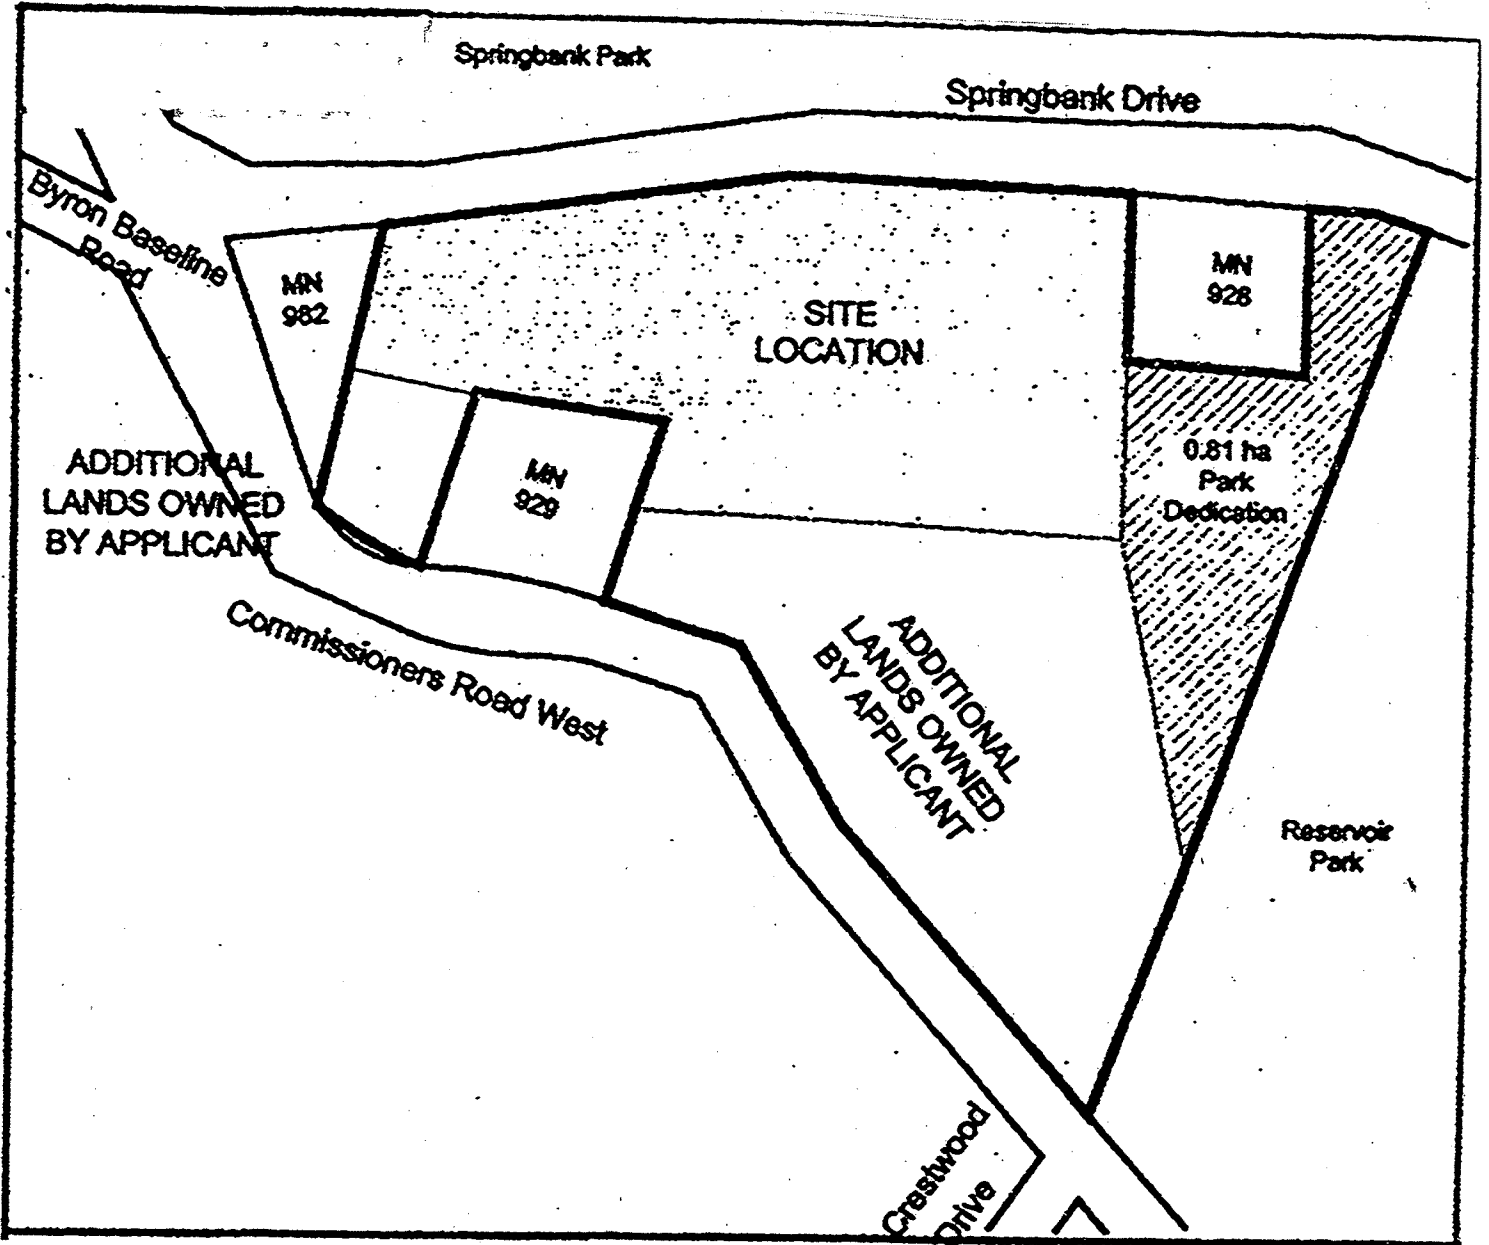 Springbank Park
Springbank Drive
Byron Baseline
Road
MN
982
SITE
LOCATION
MN
928
ADDITIONAL
LANDS OWNED
BY APPLICANT
MN
929
0.81 ha
Park
Dedication
Commissioners Road West
ADDITIONAL
LANDS OWNED
BY APPLICANT
Reservoir
Park
Crestwood
Drive